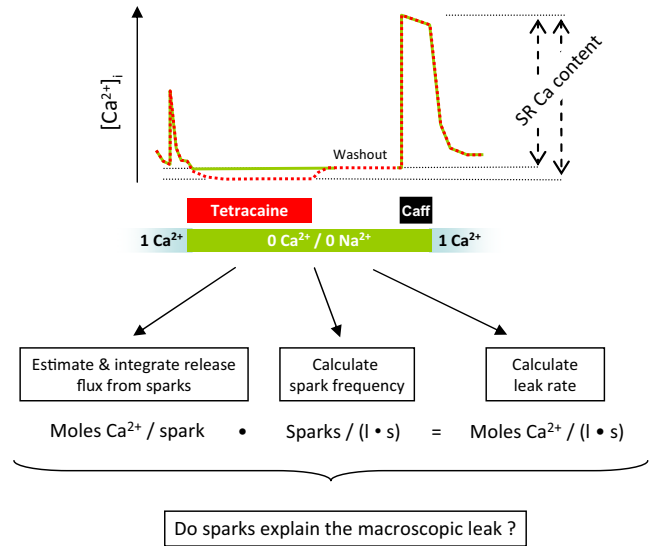 [Ca²⁺]ᵢ
SR Ca content
Washout
Tetracaine
Caff
1 Ca²⁺
0 Ca²⁺ / 0 Na²⁺
1 Ca²⁺
Estimate & integrate release
flux from sparks
Calculate
spark frequency
Calculate
leak rate
Moles Ca²⁺ / spark • Sparks / (l • s) = Moles Ca²⁺ / (l • s)
Do sparks explain the macroscopic leak ?